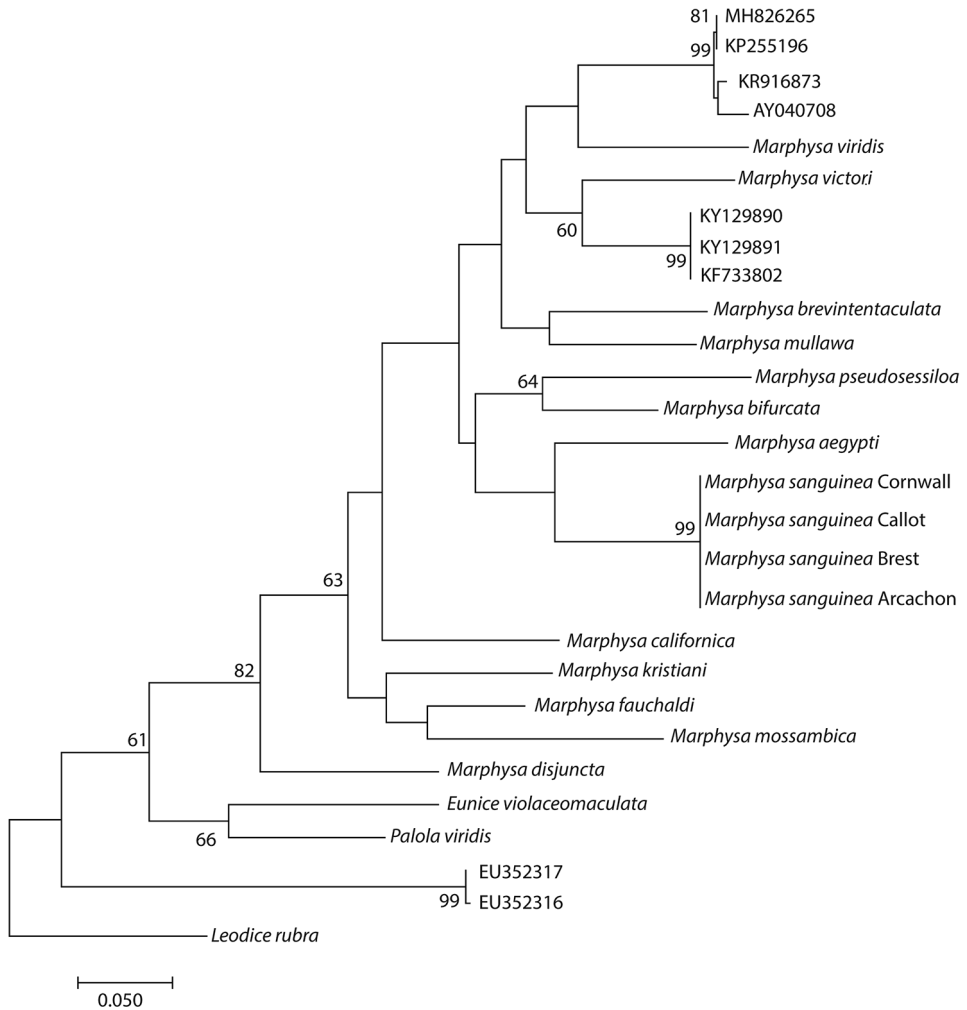 81 MH826265
99 KP255196
KR916873
AY040708
Marphysa viridis
Marphysa victori
KY129890
60
KY129891
99
KF733802
Marphysa brevintentaculata
Marphysa mullawa
64 Marphysa pseudosessiloa
Marphysa bifurcata
Marphysa aegypti
Marphysa sanguinea Cornwall
Marphysa sanguinea Callot
99
Marphysa sanguinea Brest
63 Marphysa sanguinea Arcachon
Marphysa californica
82 Marphysa kristiani
Marphysa fauchaldi
61 Marphysa mossambica
Marphysa disjuncta
Eunice violaceomaculata
66 Palola viridis
EU352317
99 EU352316
Leodice rubra
0.050